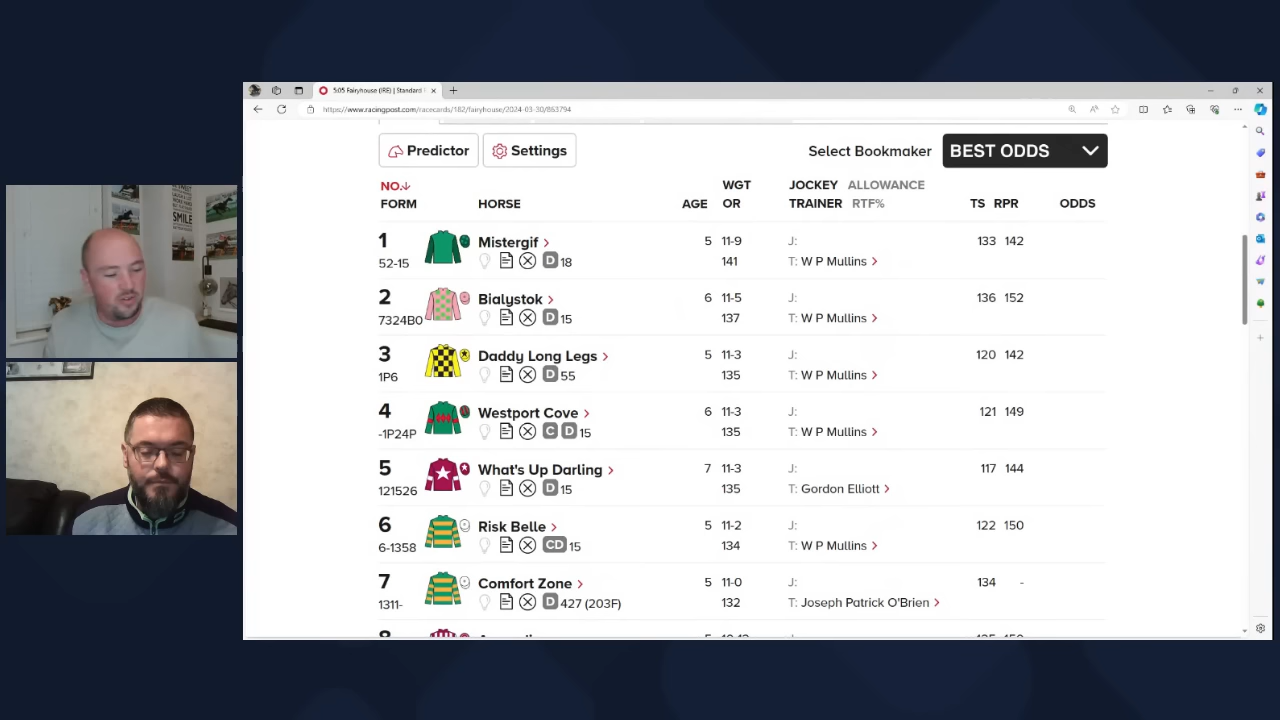 5:05 Fairyhouse (IRE) | Standard
https://www.racingpost.com/racecards/182/fairyhouse/2024-03-30/863794
Predictor Settings Select Bookmaker BEST ODDS
NO. WGT JOCKEY ALLOWANCE
FORM HORSE AGE OR TRAINER RTF% TS RPR ODDS
1 Mistergif 5 11-9 J: 133 142
52-15 D 18 141 T: W P Mullins
2 Bialystok 6 11-5 J: 136 152
7324B0 D 15 137 T: W P Mullins
3 Daddy Long Legs 5 11-3 J: 120 142
1P6 D 55 135 T: W P Mullins
4 Westport Cove 6 11-3 J: 121 149
-1P24P C D 15 135 T: W P Mullins
5 What's Up Darling 7 11-3 J: 117 144
121526 D 15 135 T: Gordon Elliott
6 Risk Belle 5 11-2 J: 122 150
6-1358 CD 15 134 T: W P Mullins
7 Comfort Zone 5 11-0 J: 134 -
1311- D 427 (203F) 132 T: Joseph Patrick O'Brien
SMILE